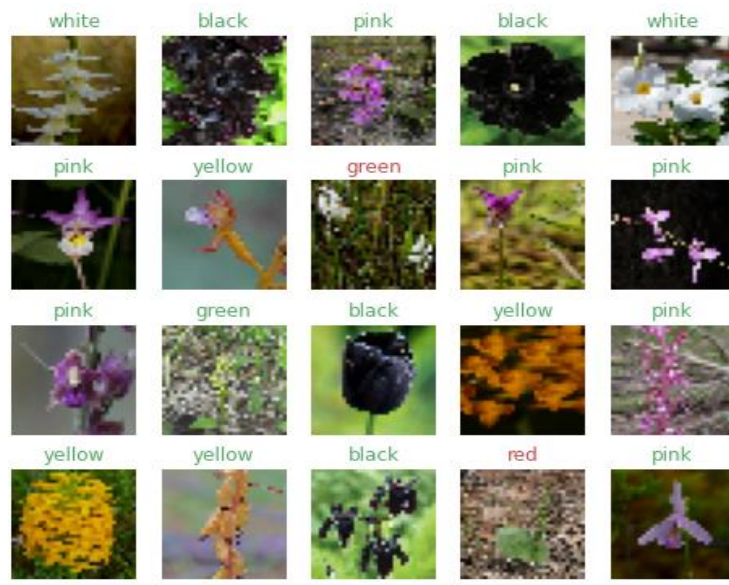 white black pink black white
pink yellow green pink pink
pink green black yellow pink
yellow yellow black red pink